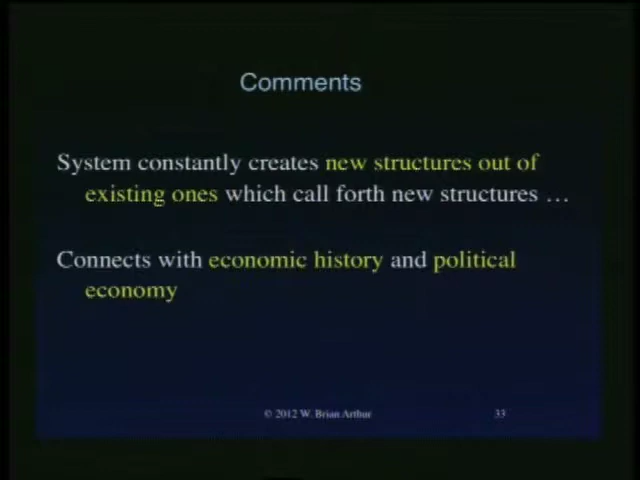 Comments
System constantly creates new structures out of
existing ones which call forth new structures …
Connects with economic history and political
economy
© 2012 W. Brian Arthur
33